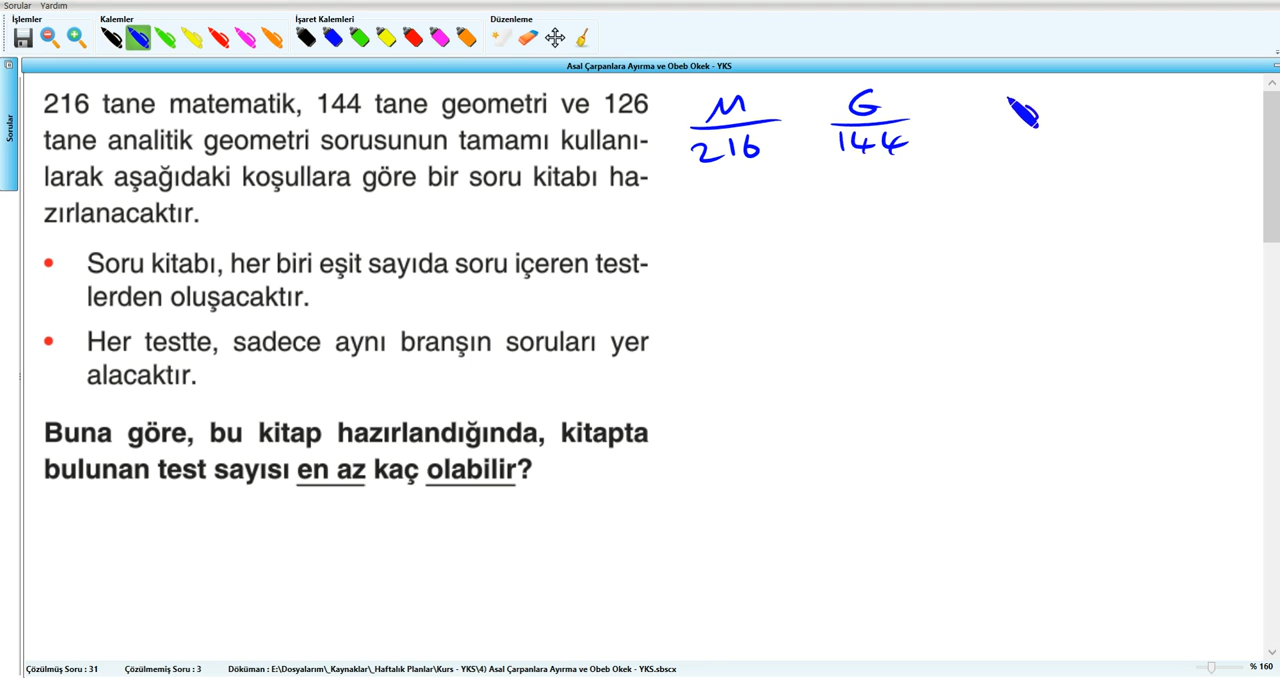 Sorular Yardım
İşlemler Kalemler İşaret Kalemleri Düzenleme
Asal Çarpanlara Ayırma ve Obeb Okek - YKS
Sorular
216 tane matematik, 144 tane geometri ve 126
tane analitik geometri sorusunun tamamı kullanı-
larak aşağıdaki koşullara göre bir soru kitabı ha-
zırlanacaktır.
• Soru kitabı, her biri eşit sayıda soru içeren test-
lerden oluşacaktır.
• Her testte, sadece aynı branşın soruları yer
alacaktır.
Buna göre, bu kitap hazırlandığında, kitapta
bulunan test sayısı en az kaç olabilir?
M G
216 144
Çözülmüş Soru : 31 Çözülmemiş Soru : 3 Döküman : E:\Dosyalarım\_Kaynaklar\_Haftalık Planlar\Kurs - YKS\4) Asal Çarpanlara Ayırma ve Obeb Okek - YKS.sbscx % 160